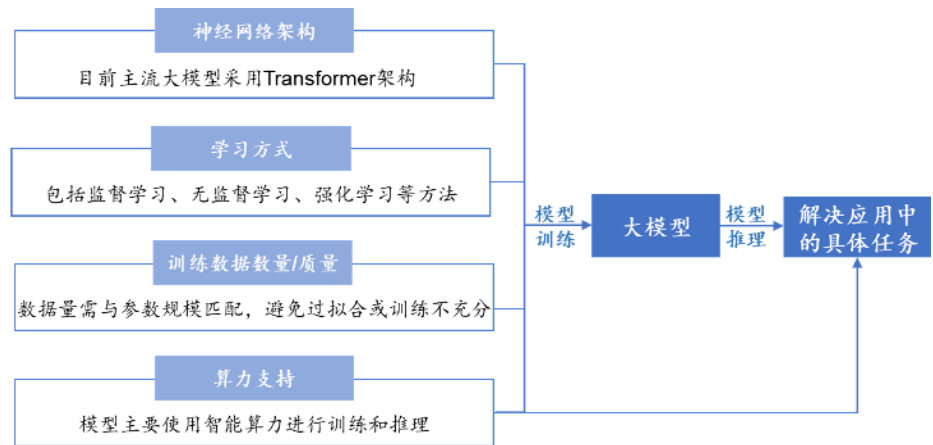 神经网络架构
目前主流大模型采用Transformer架构
学习方式
包括监督学习、无监督学习、强化学习等方法
训练数据数量/质量
数据量需与参数规模匹配，避免过拟合或训练不充分
算力支持
模型主要使用智能算力进行训练和推理
模型
训练
大模型
模型
推理
解决应用中
的具体任务